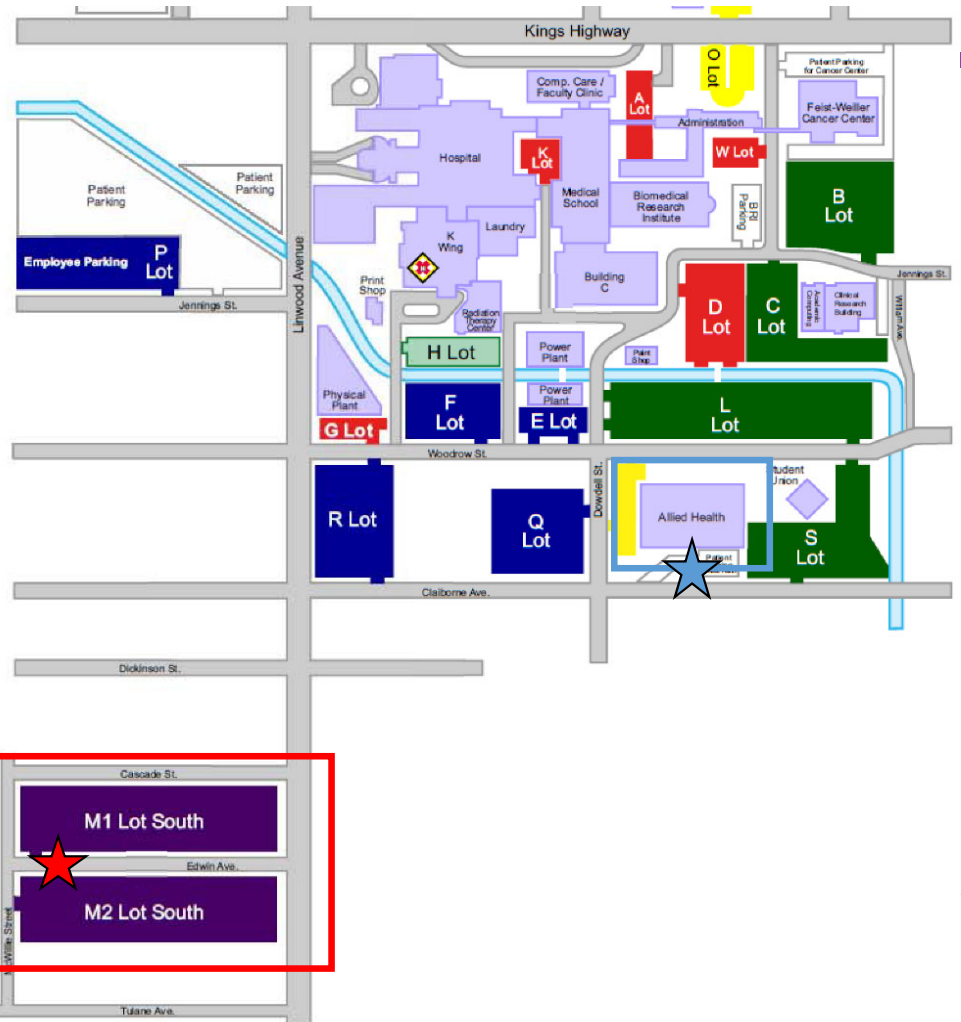 Kings Highway
O Lot
Patient Parking
for Cancer Center
Comp. Care /
Faculty Clinic
A
Lot
Feist-Weiller
Cancer Center
Administration
Hospital
K
Lot
W Lot
Patient
Parking
Patient
Parking
Medical
School
Biomedical
Research
Institute
BRI
Parking
B
Lot
Laundry
K
Wing
Employee Parking
P
Lot
Linwood Avenue
Print
Shop
Building
C
Jennings St.
Jennings St.
Radiation
Therapy
Center
D
Lot
C
Lot
Academic
Computing
Clinical
Research
Building
William Ave.
H Lot
Power
Plant
Paint
Shop
Physical
Plant
F
Lot
Power
Plant
E Lot
L
Lot
G Lot
Woodrow St.
Dowdell St.
tudent
Union
R Lot
Q
Lot
Allied Health
S
Lot
Patient
Claiborne Ave.
Dickinson St.
Cascade St.
M1 Lot South
Edwin Ave.
M2 Lot South
Street
Tulane Ave.